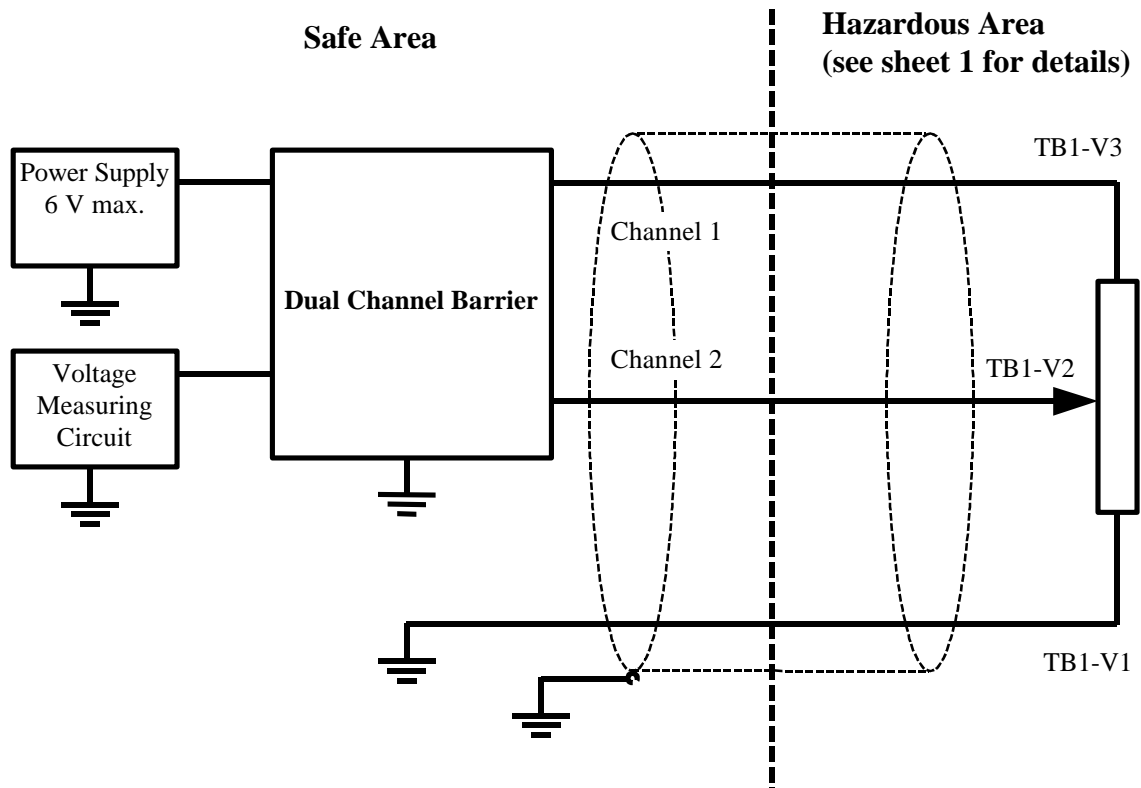 Safe Area
Hazardous Area
(see sheet 1 for details)
Power Supply
6 V max.
Dual Channel Barrier
Channel 1
TB1-V3
Voltage
Measuring
Circuit
Channel 2
TB1-V2
TB1-V1